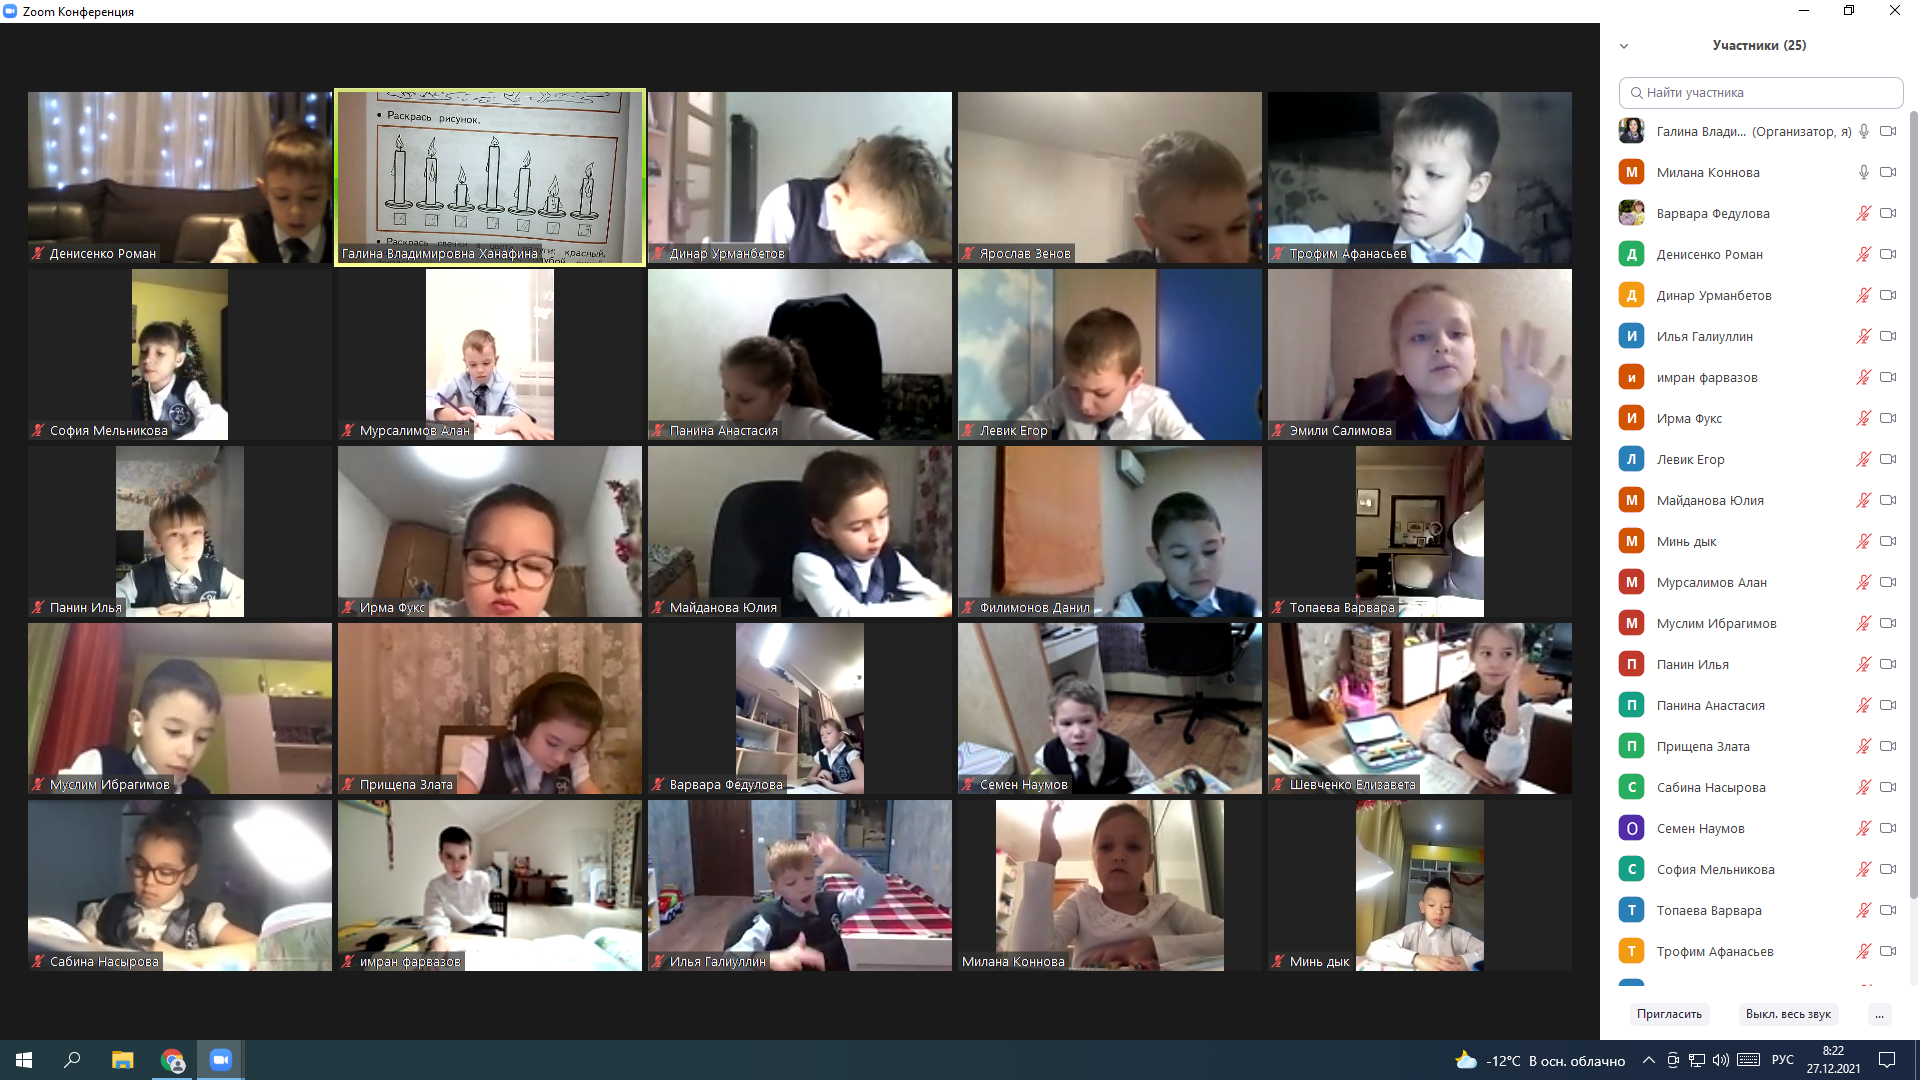 Zoom Конференция
Денисенко Роман
• Раскрась рисунок.
Галина Владимировна Ханафина
Динар Урманбетов
Ярослав Зенов
Трофим Афанасьев
София Мельникова
Мурсалимов Алан
Панина Анастасия
Левик Егор
Эмили Салимова
Панин Илья
Ирма Фукс
Майданова Юлия
Филимонов Данил
Топаева Варвара
Муслим Ибрагимов
Прищепа Злата
Варвара Федулова
Семен Наумов
Шевченко Елизавета
Сабина Насырова
имран фарвазов
Илья Галиуллин
Милана Коннова
Минь дык
Участники (25)
Найти участника
Галина Влади... (Организатор, я)
М Милана Коннова
Варвара Федулова
Д Денисенко Роман
Д Динар Урманбетов
И Илья Галиуллин
и имран фарвазов
И Ирма Фукс
Л Левик Егор
М Майданова Юлия
М Минь дык
М Мурсалимов Алан
М Муслим Ибрагимов
П Панин Илья
П Панина Анастасия
П Прищепа Злата
С Сабина Насырова
О Семен Наумов
С София Мельникова
Т Топаева Варвара
Т Трофим Афанасьев
Пригласить
Выкл. весь звук
...
-12°C В осн. облачно
РУС
8:22
27.12.2021